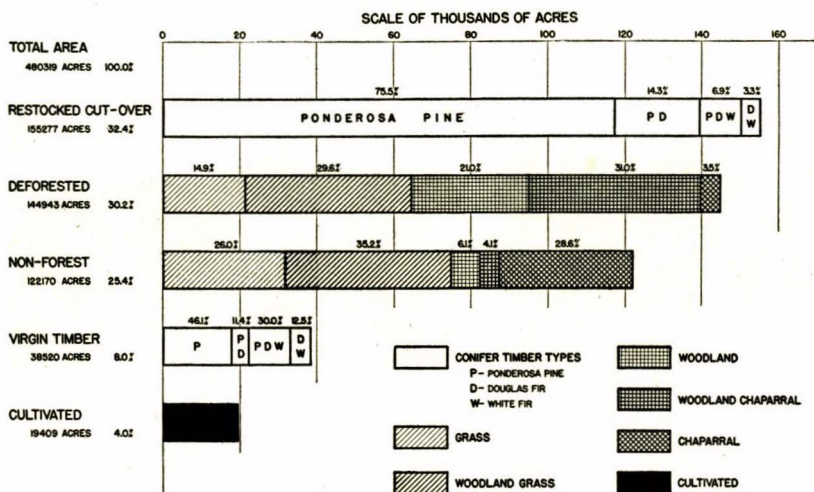 SCALE OF THOUSANDS OF ACRES
0 20 40 60 80 100 120 140 160
TOTAL AREA
480319 ACRES 100.0%
75.5% 14.3% 6.9% 3.3%
RESTOCKED CUT-OVER
155277 ACRES 32.4%
PONDEROSA PINE PD PDW DW
14.9% 29.6% 21.0% 31.0% 3.5%
DEFORESTED
144943 ACRES 30.2%
26.0% 35.2% 6.1% 4.1% 28.6%
NON-FOREST
122170 ACRES 25.4%
46.1% 11.4% 30.0% 12.5%
VIRGIN TIMBER
38520 ACRES 8.0%
P PD PDW DW
CULTIVATED
19409 ACRES 4.0%
CONIFER TIMBER TYPES
P- PONDEROSA PINE
D- DOUGLAS FIR
W- WHITE FIR
GRASS
WOODLAND GRASS
WOODLAND
WOODLAND CHAPARRAL
CHAPARRAL
CULTIVATED